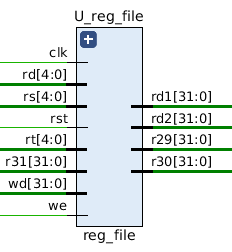 U_reg_file
clk
rd[4:0]
rs[4:0]
rst
rt[4:0]
r31[31:0]
wd[31:0]
we
rd1[31:0]
rd2[31:0]
r29[31:0]
r30[31:0]
reg_file